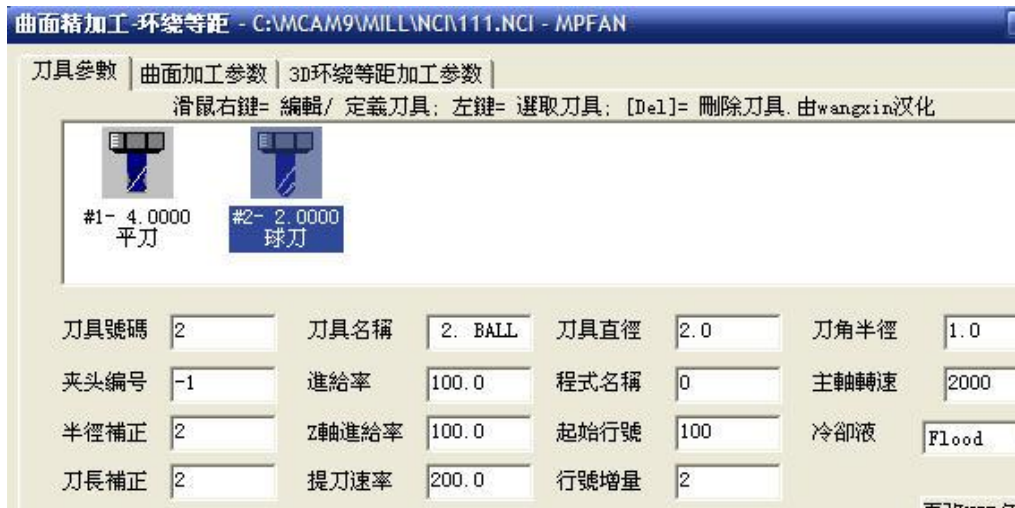 曲面精加工-环绕等距 - C:\MCAM9\MILL\NCI\111.NCI - MPFAN
刀具參數 曲面加工参数 3D环绕等距加工参数
滑鼠右鍵= 編輯/ 定義刀具; 左鍵= 選取刀具; [Del]= 刪除刀具.由wangxin汉化
#1- 4.0000 #2- 2.0000
平刀 球刀
刀具號碼 2 刀具名稱 2. BALL 刀具直徑 2.0 刀角半徑 1.0
夹头编号 -1 進給率 100.0 程式名稱 0 主軸轉速 2000
半徑補正 2 Z軸進給率 100.0 起始行號 100 冷卻液 Flood
刀長補正 2 提刀速率 200.0 行號增量 2